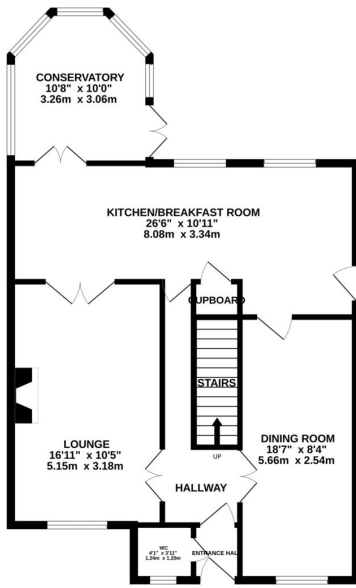 CONSERVATORY
10'8" x 10'0"
3.26m x 3.06m
KITCHEN/BREAKFAST ROOM
26'6" x 10'11"
8.08m x 3.34m
CUPBOARD
STAIRS
UP
LOUNGE
16'11" x 10'5"
5.15m x 3.18m
DINING ROOM
18'7" x 8'4"
5.66m x 2.54m
HALLWAY
WC
4'1" x 3'11"
1.24m x 1.20m
ENTRANCE HALL